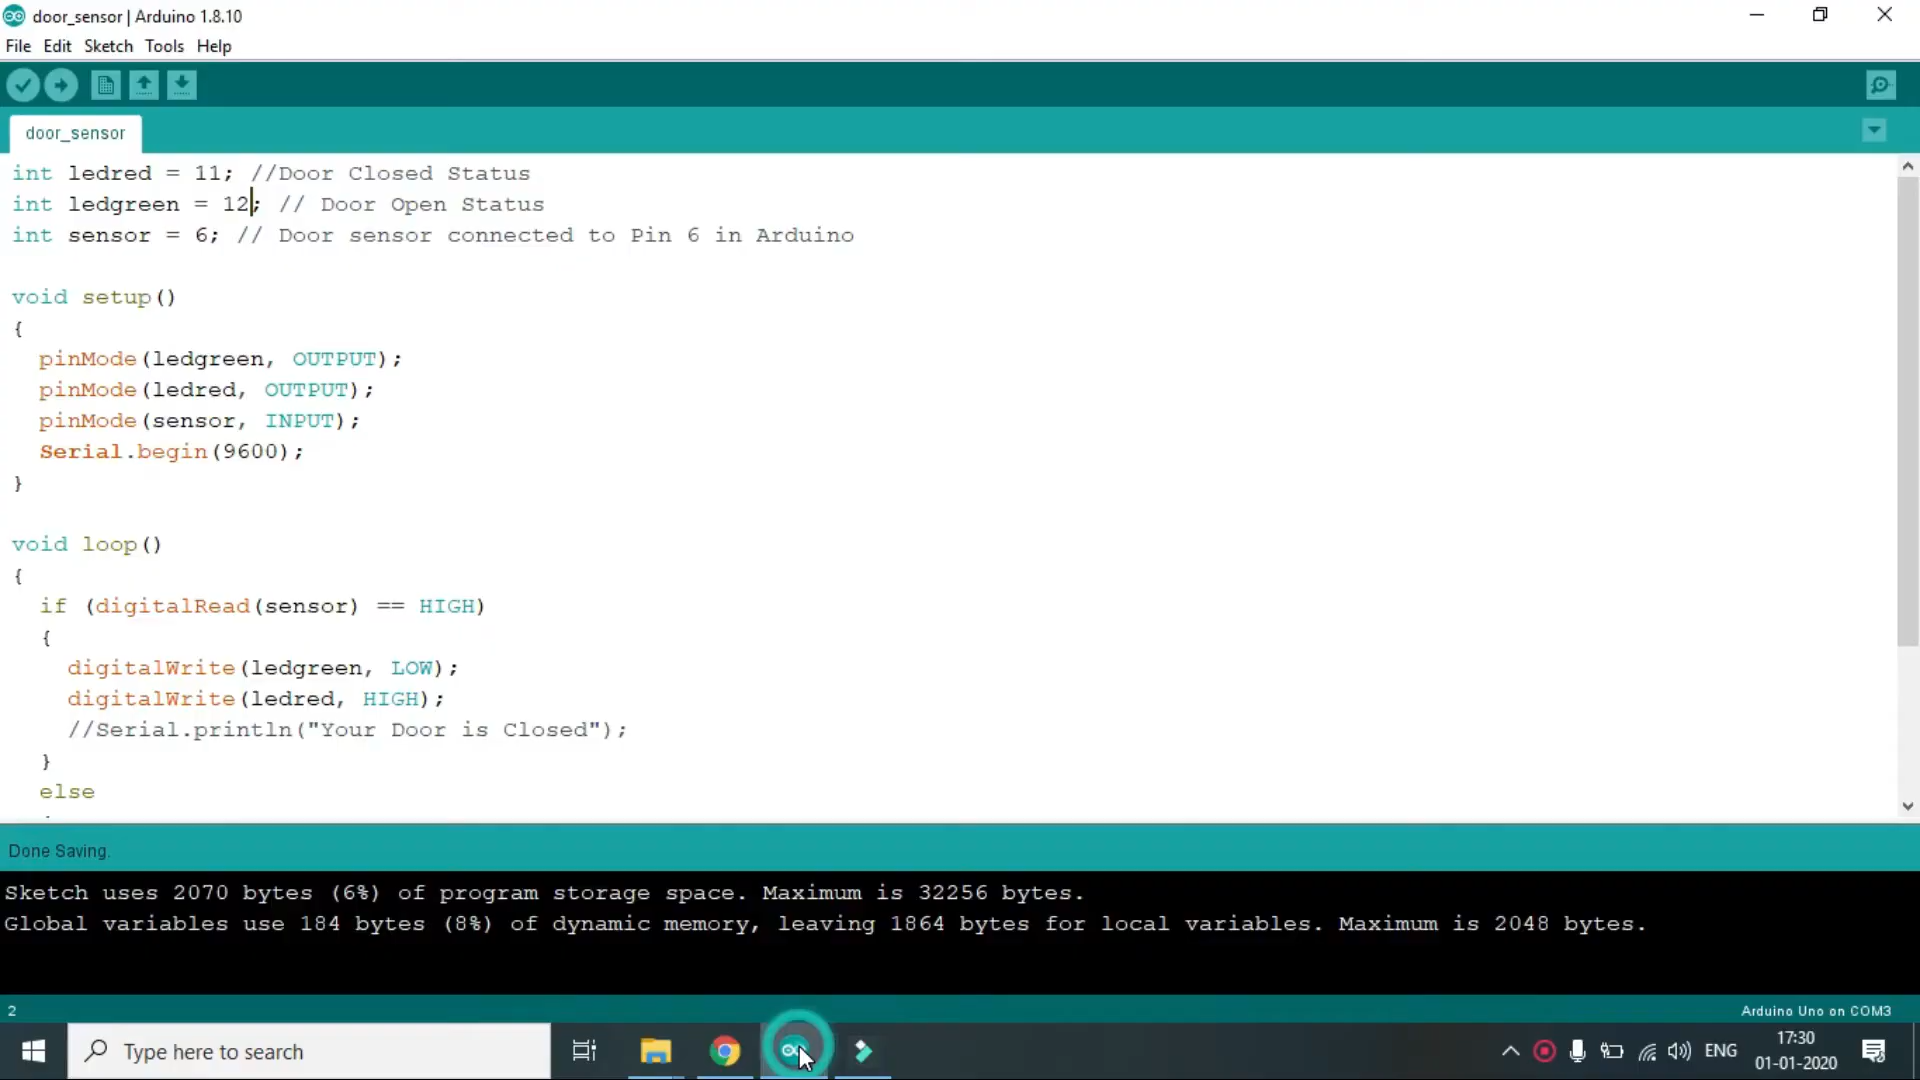 door_sensor | Arduino 1.8.10
File Edit Sketch Tools Help
door_sensor
int ledred = 11; //Door Closed Status
int ledgreen = 12; // Door Open Status
int sensor = 6; // Door sensor connected to Pin 6 in Arduino
void setup()
{
pinMode(ledgreen, OUTPUT);
pinMode(ledred, OUTPUT);
pinMode(sensor, INPUT);
Serial.begin(9600);
}
void loop()
{
if (digitalRead(sensor) == HIGH)
{
digitalWrite(ledgreen, LOW);
digitalWrite(ledred, HIGH);
//Serial.println("Your Door is Closed");
}
else
Done Saving.
Sketch uses 2070 bytes (6%) of program storage space. Maximum is 32256 bytes.
Global variables use 184 bytes (8%) of dynamic memory, leaving 1864 bytes for local variables. Maximum is 2048 bytes.
2 Arduino Uno on COM3
Type here to search
ENG
17:30
01-01-2020